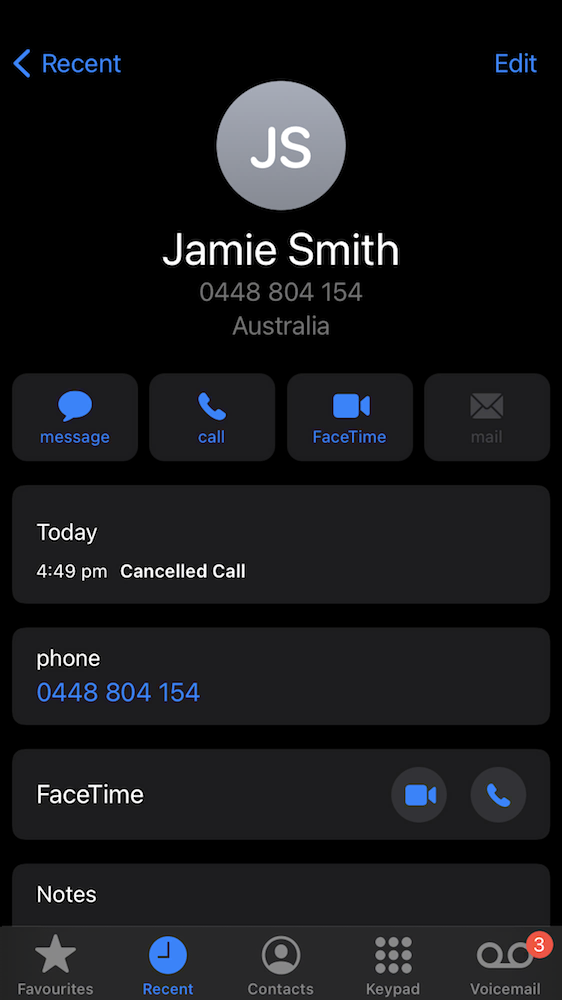 Recent
Edit
JS
Jamie Smith
0448 804 154
Australia
message
call
FaceTime
mail
Today
4:49 pm Cancelled Call
phone
0448 804 154
FaceTime
Notes
3
Favourites
Recent
Contacts
Keypad
Voicemail